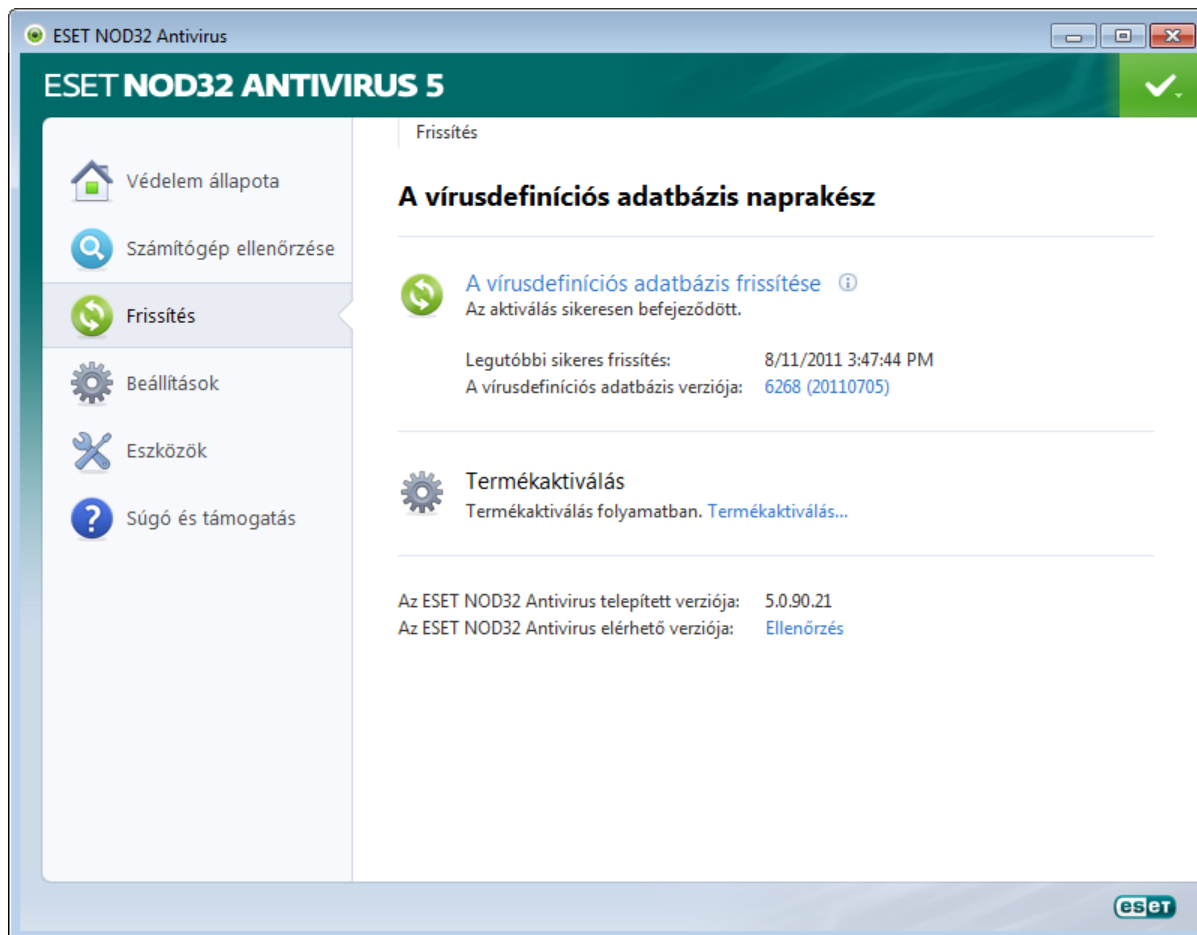 ESET NOD32 Antivirus
ESET NOD32 ANTIVIRUS 5
Védelem állapota
Számítógép ellenőrzése
Frissítés
Beállítások
Eszközök
Súgó és támogatás
Frissítés
A vírusdefiníciós adatbázis naprakész
A vírusdefiníciós adatbázis frissítése
Az aktiválás sikeresen befejeződött.
Legutóbbi sikeres frissítés: 8/11/2011 3:47:44 PM
A vírusdefiníciós adatbázis verziója: 6268 (20110705)
Termékaktiválás
Termékaktiválás folyamatban. Termékaktiválás...
Az ESET NOD32 Antivirus telepített verziója: 5.0.90.21
Az ESET NOD32 Antivirus elérhető verziója: Ellenőrzés
eseT